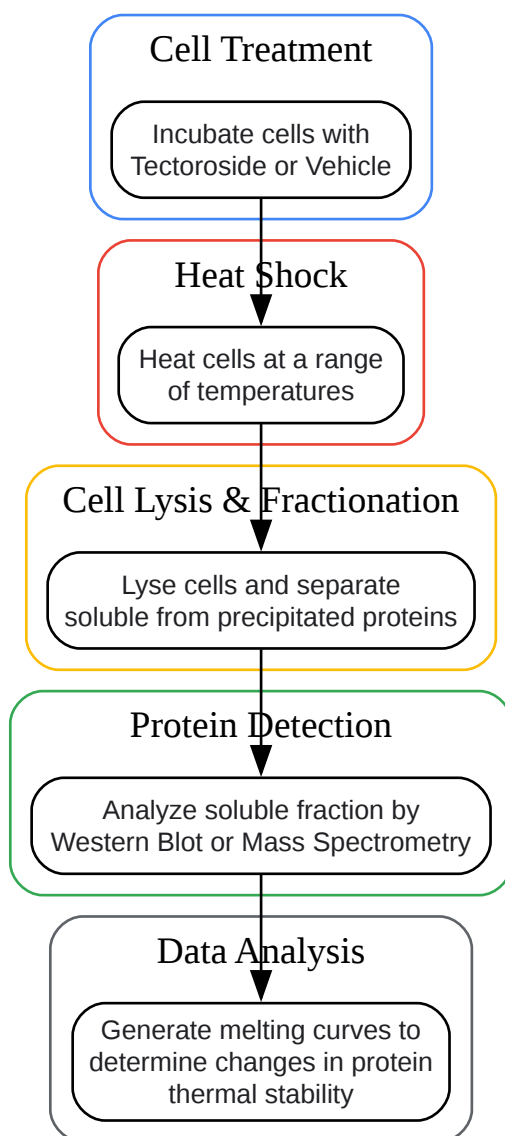 Cell Treatment
Incubate cells with
Tectoroside or Vehicle
Heat Shock
Heat cells at a range
of temperatures
Cell Lysis & Fractionation
Lyse cells and separate
soluble from precipitated proteins
Protein Detection
Analyze soluble fraction by
Western Blot or Mass Spectrometry
Data Analysis
Generate melting curves to
determine changes in protein
thermal stability